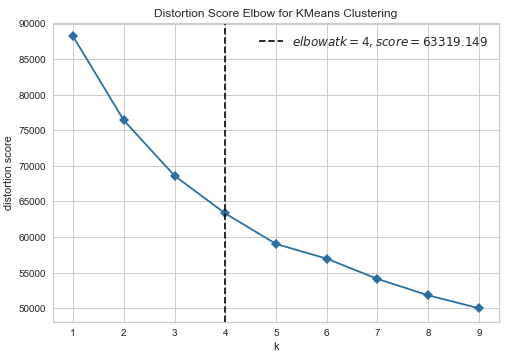 Distortion Score Elbow for KMeans Clustering
elbowatk = 4, score = 63319.149
distortion score
90000
85000
80000
75000
70000
65000
60000
55000
50000
1 2 3 4 5 6 7 8 9
k